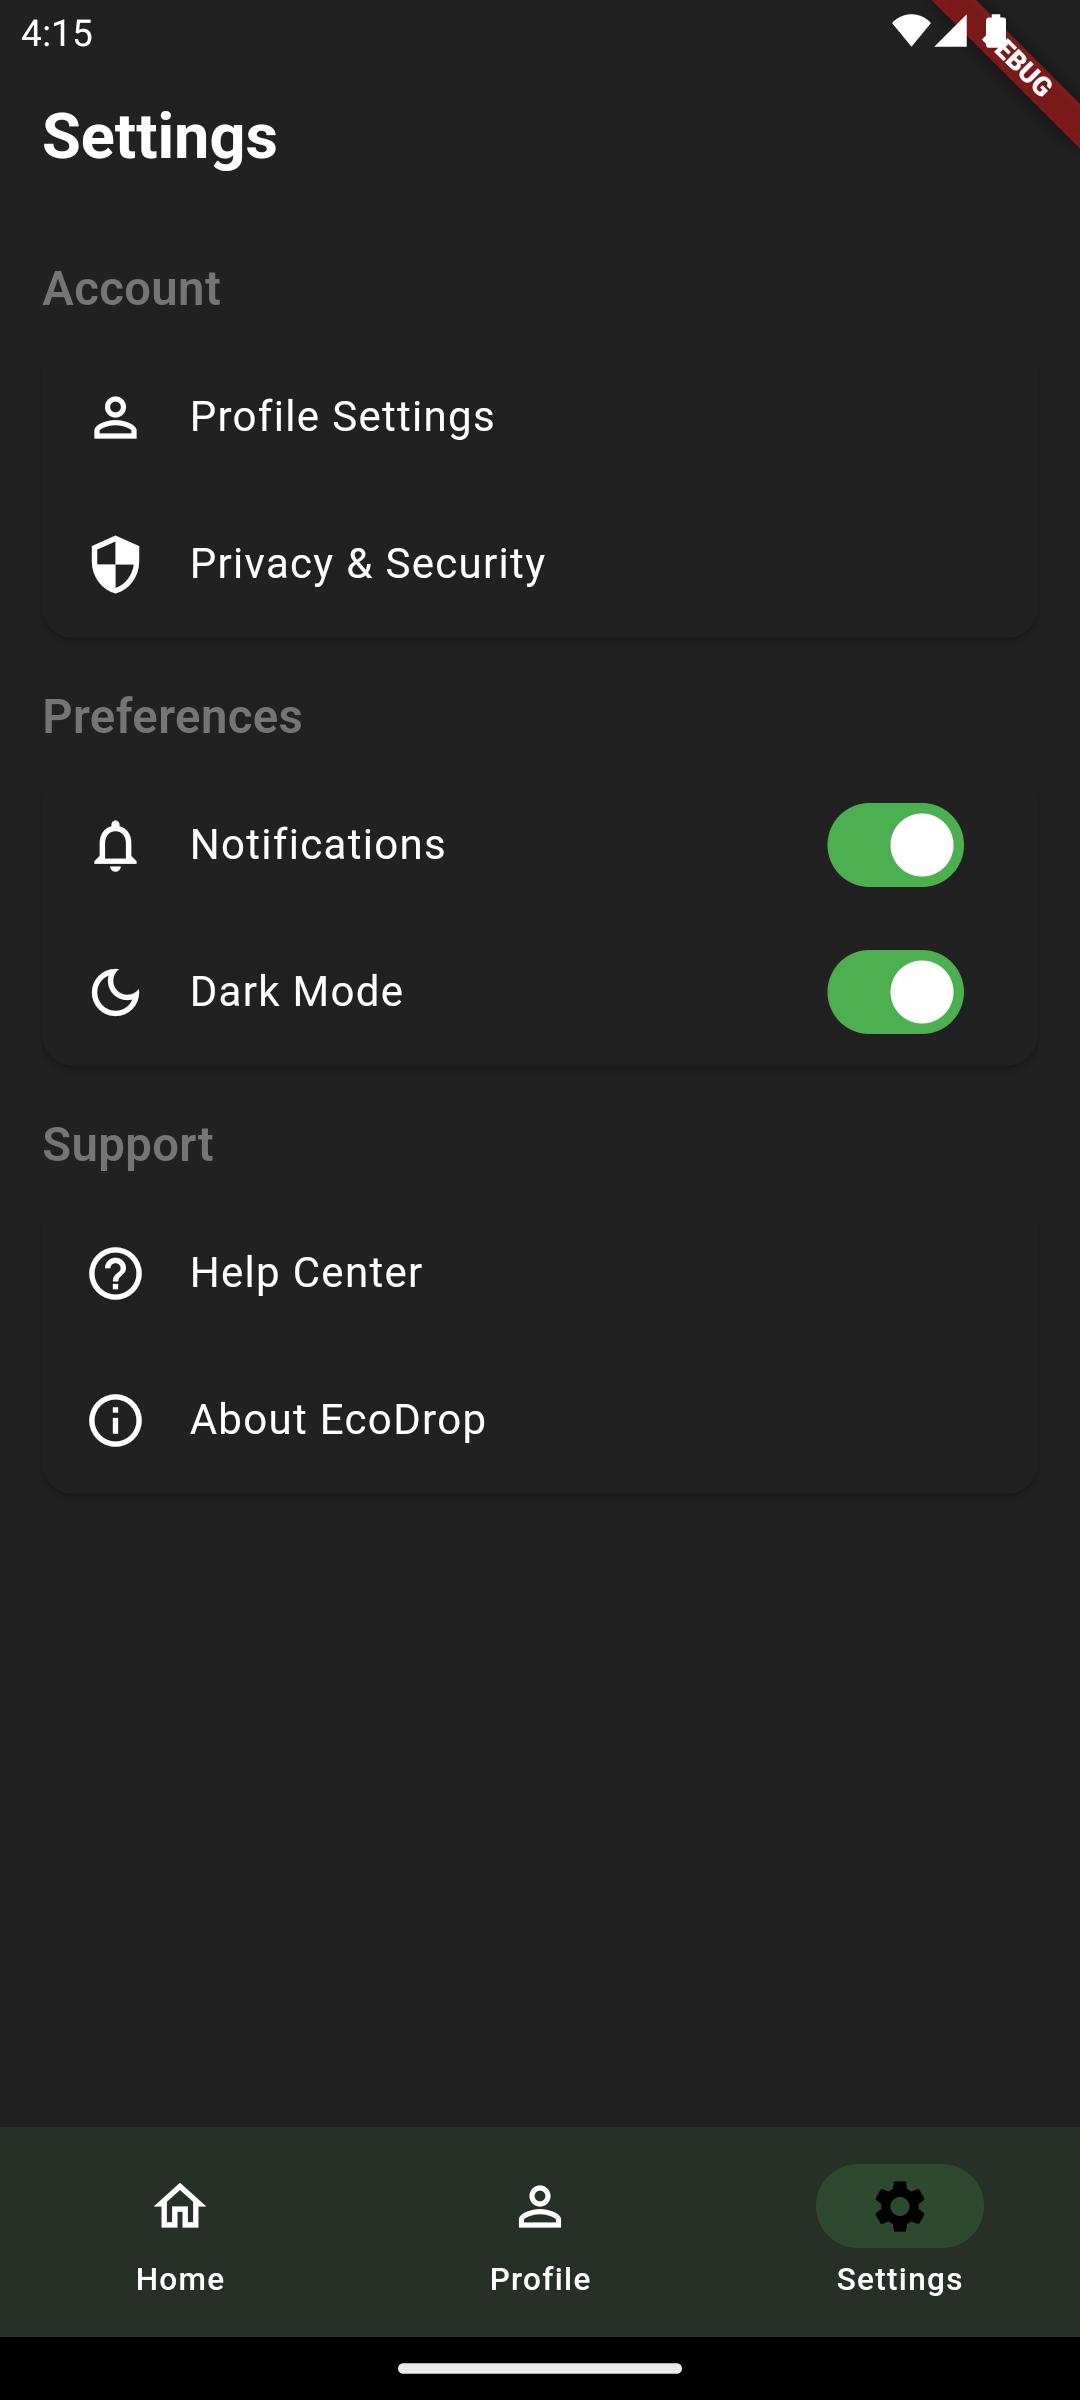 4:15
EBUG
Settings
Account
Profile Settings
Privacy & Security
Preferences
Notifications
Dark Mode
Support
Help Center
About EcoDrop
Home
Profile
Settings